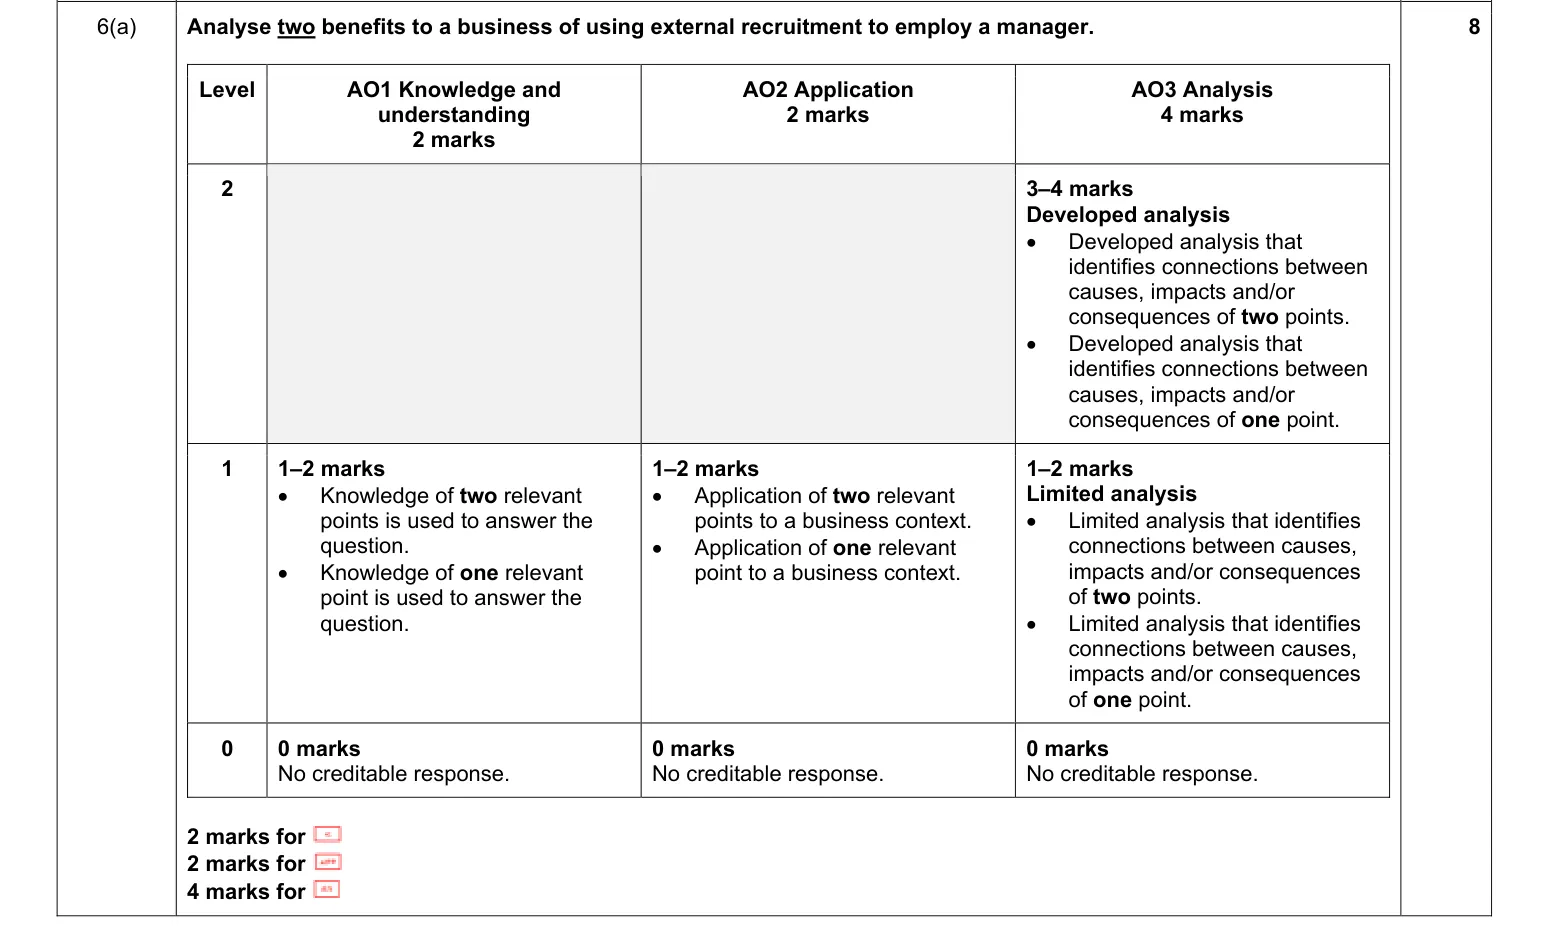 6(a)
Analyse two benefits to a business of using external recruitment to employ a manager.
8
Level
AO1 Knowledge and
understanding
2 marks
AO2 Application
2 marks
AO3 Analysis
4 marks
2
3–4 marks
Developed analysis
• Developed analysis that
identifies connections between
causes, impacts and/or
consequences of two points.
• Developed analysis that
identifies connections between
causes, impacts and/or
consequences of one point.
1
1–2 marks
• Knowledge of two relevant
points is used to answer the
question.
• Knowledge of one relevant
point is used to answer the
question.
1–2 marks
• Application of two relevant
points to a business context.
• Application of one relevant
point to a business context.
1–2 marks
Limited analysis
• Limited analysis that identifies
connections between causes,
impacts and/or consequences
of two points.
• Limited analysis that identifies
connections between causes,
impacts and/or consequences
of one point.
0
0 marks
No creditable response.
0 marks
No creditable response.
0 marks
No creditable response.
2 marks for
2 marks for
4 marks for